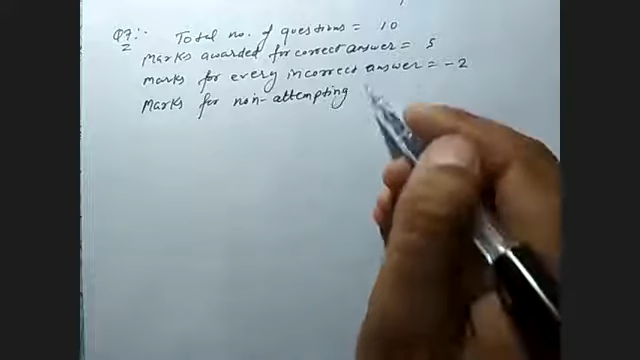 Q7:-
2
Total no. of questions = 10
Marks awarded for correct answer = 5
Marks for every incorrect answer = -2
Marks for non-attempting